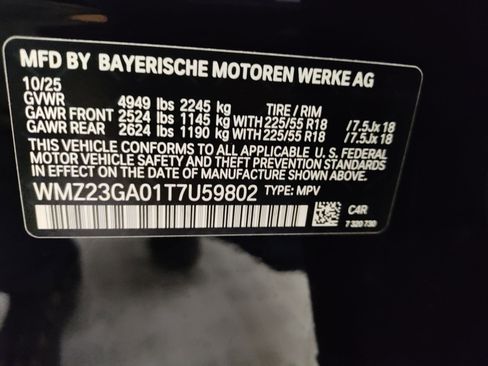 MFD BY BAYERISCHE MOTOREN WERKE AG
10/25
GVWR 4949 lbs 2245 kg TIRE / RIM
GAWR FRONT 2524 lbs 1145 kg WITH 225/55 R18 /7.5Jx18
GAWR REAR 2624 lbs 1190 kg WITH 225/55 R18 /7.5Jx18
THIS VEHICLE CONFORMS TO ALL APPLICABLE U. S. FEDERAL
MOTOR VEHICLE SAFETY AND THEFT PREVENTION STANDARDS
IN EFFECT ON THE DATE OF MANUFACTURE SHOWN ABOVE.
WMZ23GA01T7U59802 TYPE: MPV
C4R
7 320 730